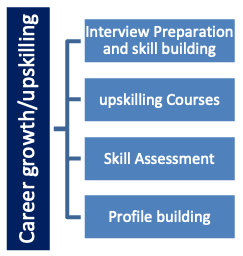 Career growth/upskilling
Interview Preparation
and skill building
upskilling Courses
Skill Assessment
Profile building